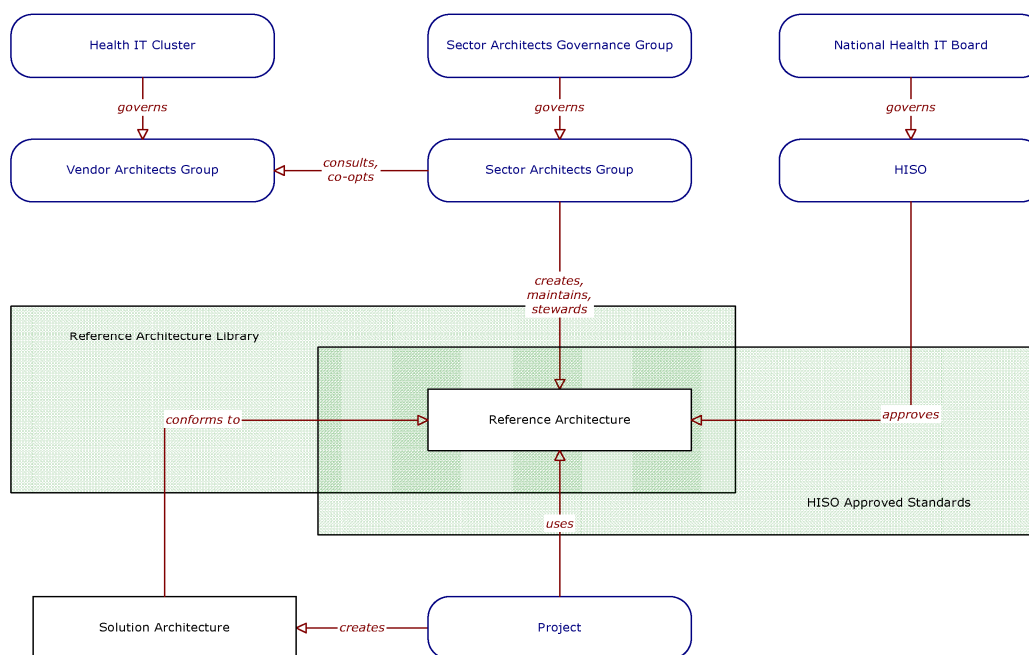 Health IT Cluster
Sector Architects Governance Group
National Health IT Board
governs
governs
governs
Vendor Architects Group
consults,
co-opts
Sector Architects Group
HISO
creates,
maintains,
stewards
Reference Architecture Library
conforms to
Reference Architecture
approves
HISO Approved Standards
uses
Solution Architecture
creates
Project